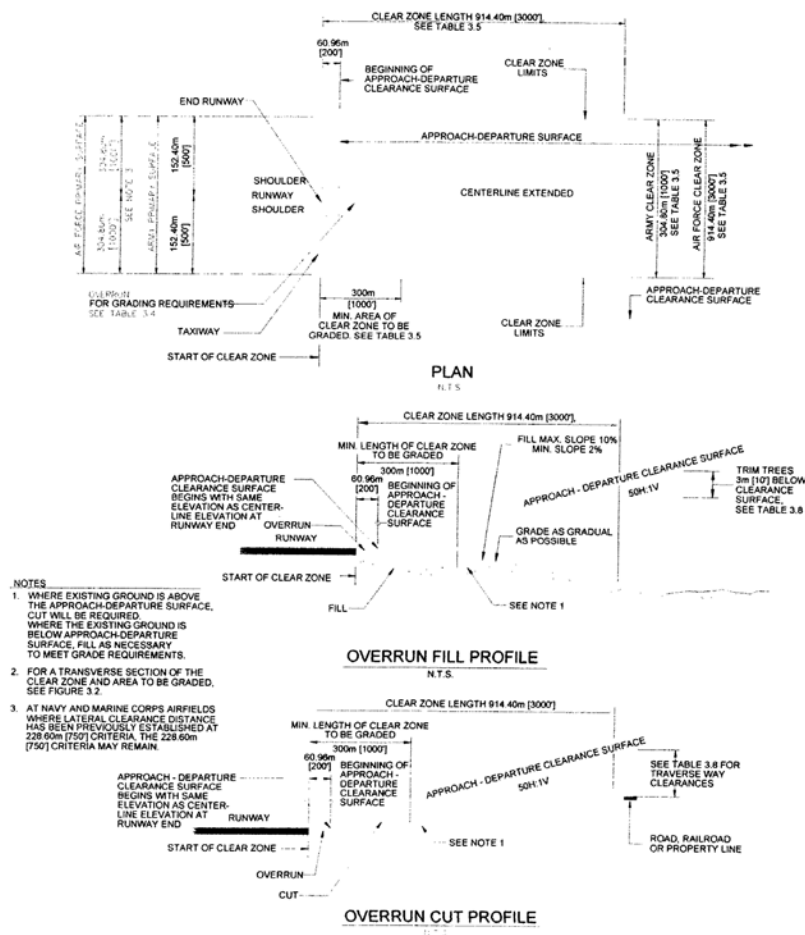 CLEAR ZONE LENGTH 914.40m [3000'],
SEE TABLE 3.5
60.96m
[200']
BEGINNING OF
APPROACH-DEPARTURE
CLEARANCE SURFACE
CLEAR ZONE
LIMITS
END RUNWAY
APPROACH-DEPARTURE SURFACE
AIR FORCE PRIMARY SURFACE
304.80m
[1000']
304.80m
[1000']
SEE NOTE 3
ARMY PRIMARY SURFACE
152.40m
[500']
152.40m
[500']
SHOULDER
RUNWAY
SHOULDER
CENTERLINE EXTENDED
ARMY CLEAR ZONE
304.80m [1000']
SEE TABLE 3.5
AIR FORCE CLEAR ZONE
914.40m [3000']
SEE TABLE 3.5
OVERRUN
FOR GRADING REQUIREMENTS
SEE TABLE 3.4
TAXIWAY
START OF CLEAR ZONE
300m
[1000']
MIN. AREA OF
CLEAR ZONE TO BE
GRADED. SEE TABLE 3.5
CLEAR ZONE
LIMITS
APPROACH-DEPARTURE
CLEARANCE SURFACE
PLAN
N.T.S
CLEAR ZONE LENGTH 914.40m [3000'],
MIN. LENGTH OF CLEAR ZONE
TO BE GRADED
300m [1000']
FILL MAX. SLOPE 10%
MIN. SLOPE 2%
60.96m
[200']
BEGINNING OF
APPROACH -
DEPARTURE
CLEARANCE
SURFACE
APPROACH-DEPARTURE
CLEARANCE SURFACE
BEGINS WITH SAME
ELEVATION AS CENTER-
LINE ELEVATION AT
RUNWAY END
OVERRUN
RUNWAY
APPROACH - DEPARTURE CLEARANCE SURFACE
50H:1V
TRIM TREES
3m [10'] BELOW
CLEARANCE
SURFACE,
SEE TABLE 3.8
GRADE AS GRADUAL
AS POSSIBLE
START OF CLEAR ZONE
FILL
SEE NOTE 1
OVERRUN FILL PROFILE
N.T.S.
NOTES
1. WHERE EXISTING GROUND IS ABOVE
THE APPROACH-DEPARTURE SURFACE,
CUT WILL BE REQUIRED.
WHERE THE EXISTING GROUND IS
BELOW APPROACH-DEPARTURE
SURFACE, FILL AS NECESSARY
TO MEET GRADE REQUIREMENTS.
2. FOR A TRANSVERSE SECTION OF THE
CLEAR ZONE AND AREA TO BE GRADED,
SEE FIGURE 3.2.
3. AT NAVY AND MARINE CORPS AIRFIELDS
WHERE LATERAL CLEARANCE DISTANCE
HAS BEEN PREVIOUSLY ESTABLISHED AT
228.60m [750'] CRITERIA, THE 228.60m
[750'] CRITERIA MAY REMAIN.
CLEAR ZONE LENGTH 914.40m [3000']
MIN. LENGTH OF CLEAR ZONE
TO BE GRADED
300m [1000']
60.96m
[200']
BEGINNING OF
APPROACH -
DEPARTURE
CLEARANCE
SURFACE
APPROACH - DEPARTURE
CLEARANCE SURFACE
BEGINS WITH SAME
ELEVATION AS CENTER-
LINE ELEVATION AT
RUNWAY END
RUNWAY
APPROACH - DEPARTURE CLEARANCE SURFACE
50H:1V
SEE TABLE 3.8 FOR
TRAVERSE WAY
CLEARANCES
START OF CLEAR ZONE
SEE NOTE 1
ROAD, RAILROAD
OR PROPERTY LINE
OVERRUN
CUT
OVERRUN CUT PROFILE
N.T.S